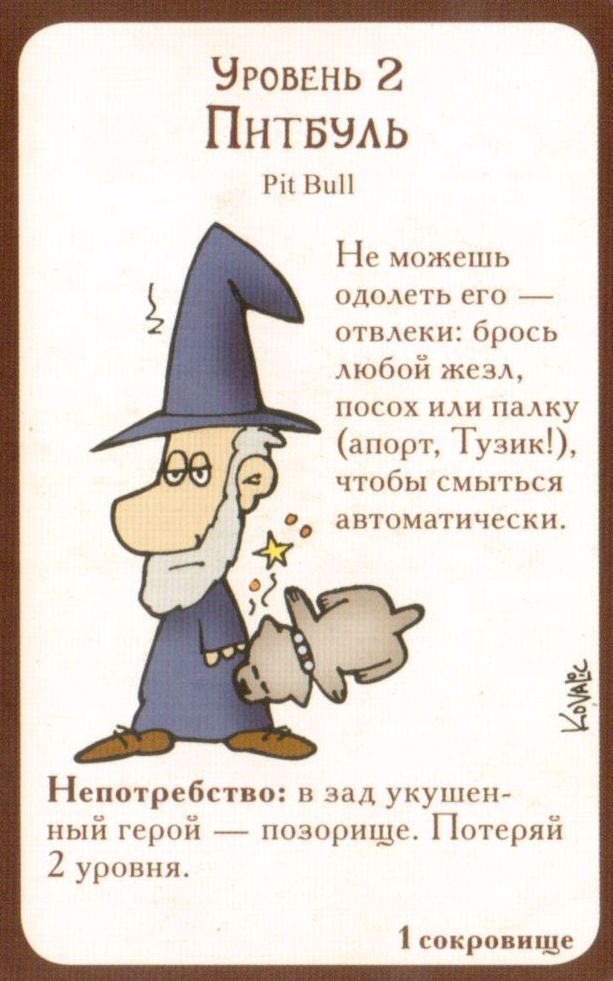 Уровень 2
Питбуль
Pit Bull
Не можешь
одолеть его —
отвлеки: брось
любой жезл,
посох или палку
(апорт, Тузик!),
чтобы смыться
автоматически.
Kovalic
Непотребство: в зад укушен-
ный герой — позорище. Потеряй
2 уровня.
1 сокровище